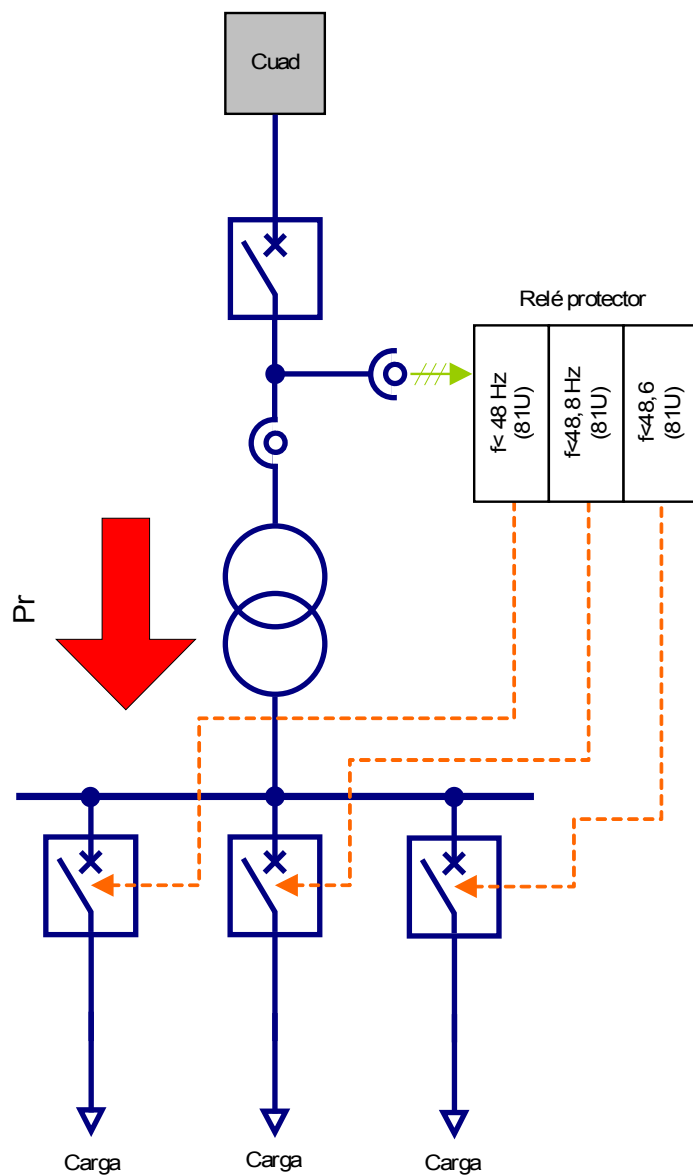 Cuad
Relé protector
f< 48 Hz
(81U)
f<48,8 Hz
(81U)
f<48,6
(81U)
Pr
Carga
Carga
Carga